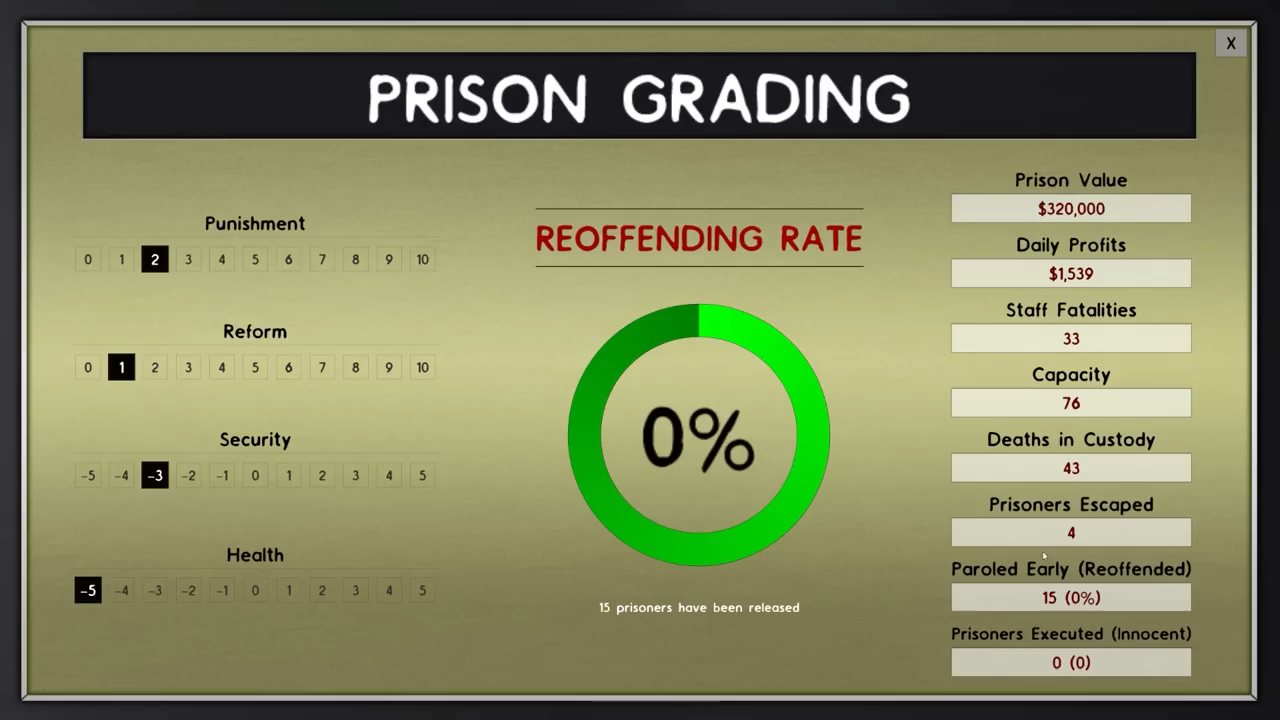 X
PRISON GRADING
Punishment
0 1 2 3 4 5 6 7 8 9 10
Reform
0 1 2 3 4 5 6 7 8 9 10
Security
-5 -4 -3 -2 -1 0 1 2 3 4 5
Health
-5 -4 -3 -2 -1 0 1 2 3 4 5
REOFFENDING RATE
0%
15 prisoners have been released
Prison Value
$320,000
Daily Profits
$1,539
Staff Fatalities
33
Capacity
76
Deaths in Custody
43
Prisoners Escaped
4
Paroled Early (Reoffended)
15 (0%)
Prisoners Executed (Innocent)
0 (0)